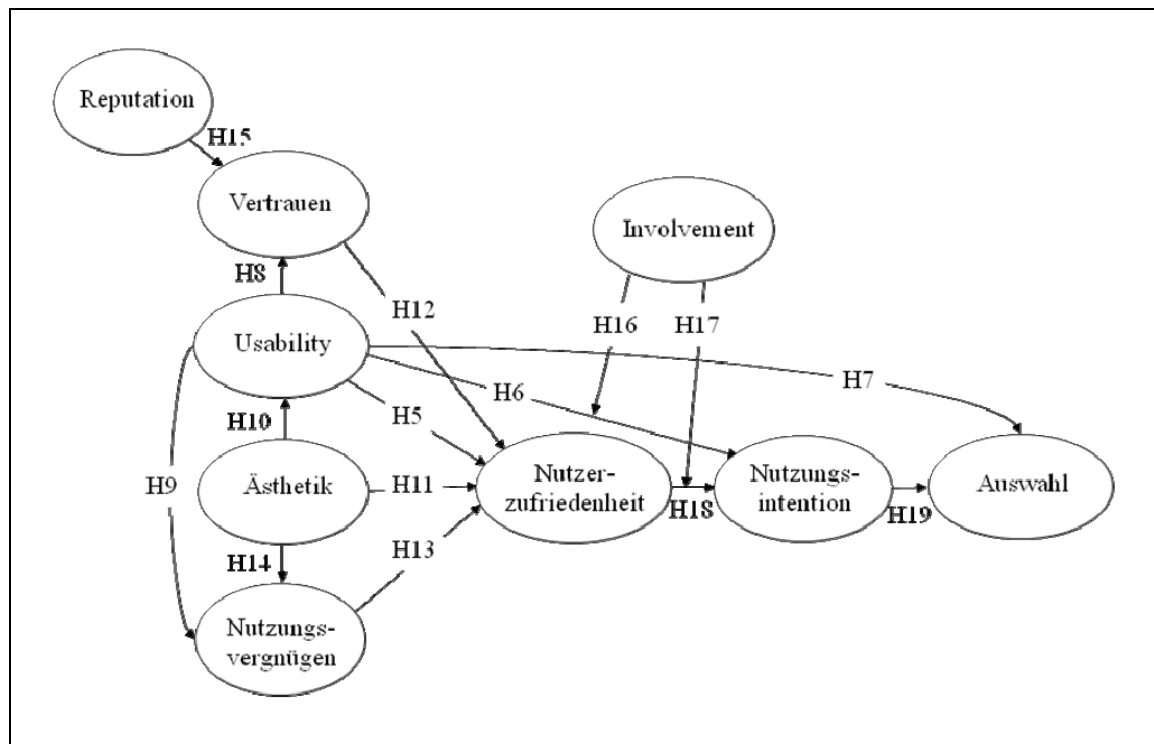 Reputation
H15
Vertrauen
Involvement
H8
H12
H16
H17
Usability
H7
H6
H5
H10
Ästhetik
H9
H11
Nutzer-
zufriedenheit
H18
Nutzungs-
intention
H19
Auswahl
H13
H14
Nutzungs-
vergnügen